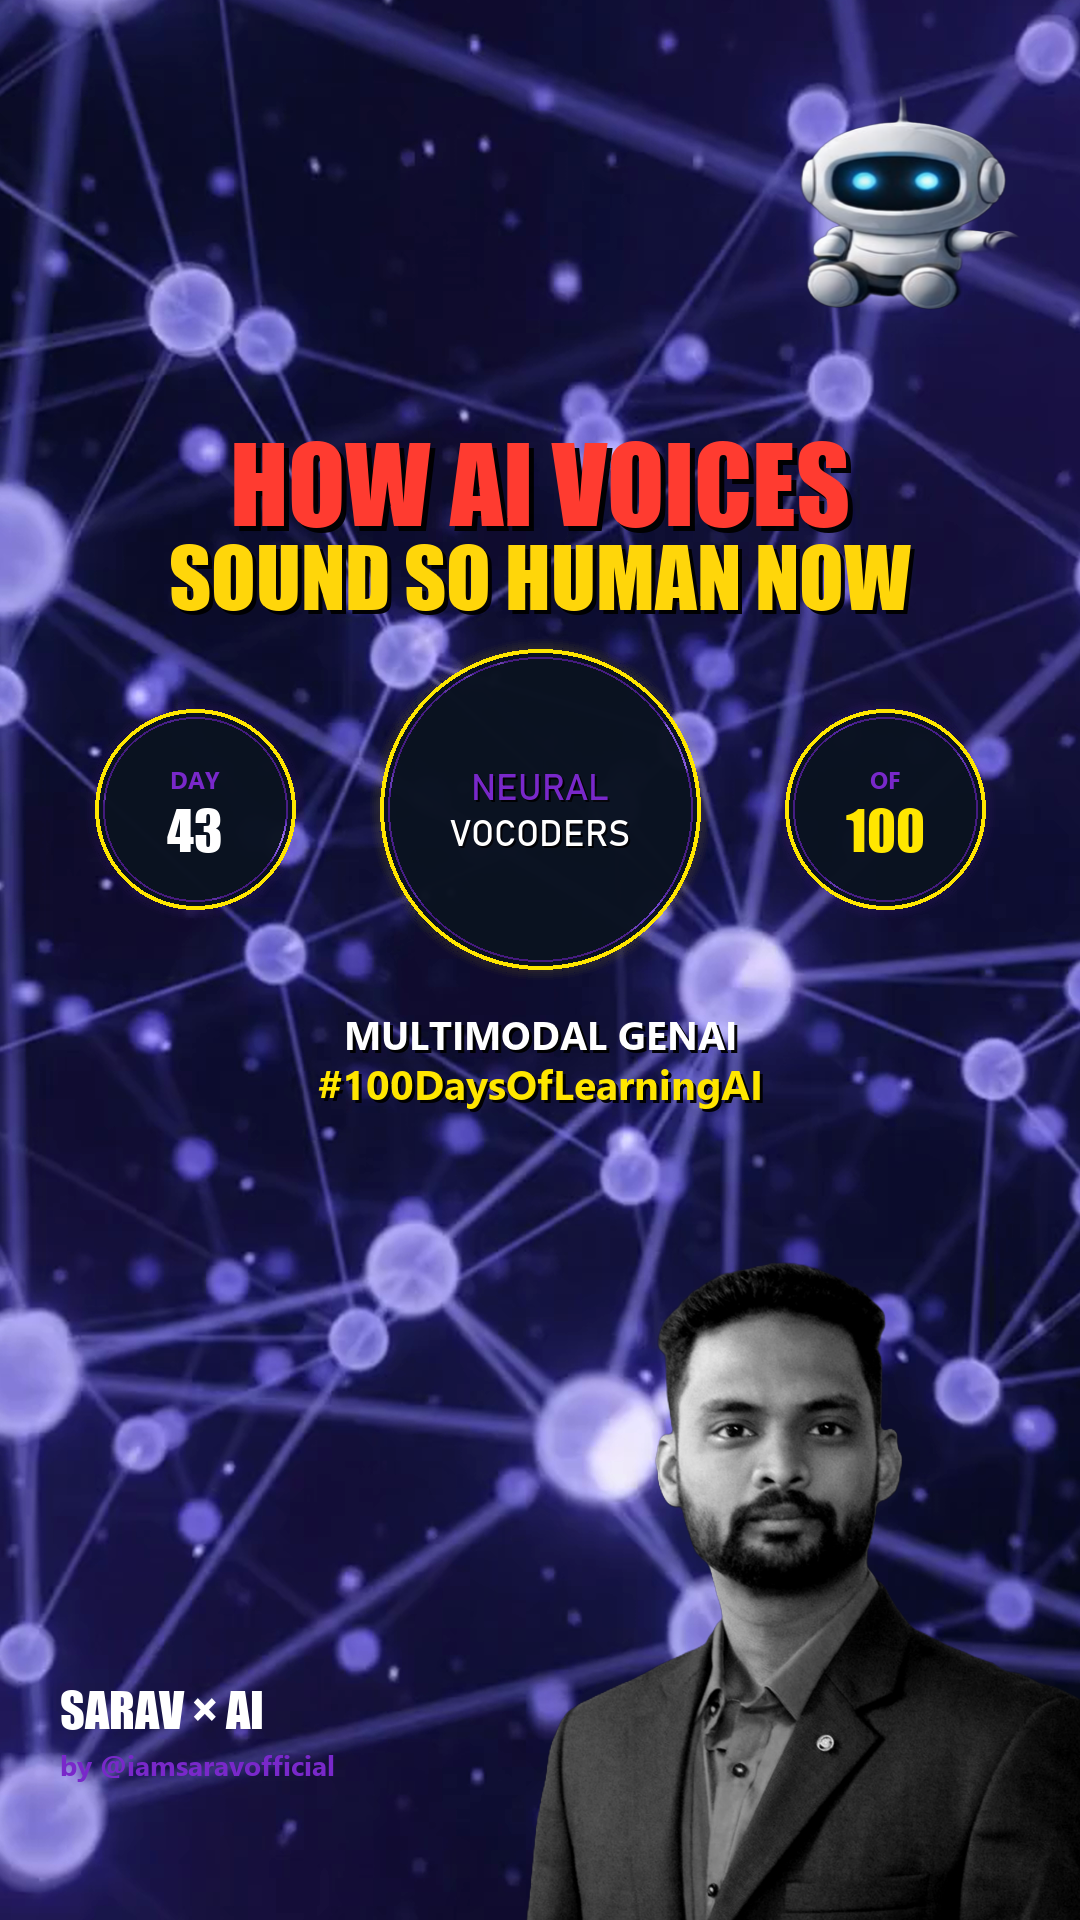 HOW AI VOICES
SOUND SO HUMAN NOW
DAY
43
NEURAL
VOCODERS
OF
100
MULTIMODAL GENAI
#100DaysOfLearningAI
SARAV × AI
by @iamsaravofficial